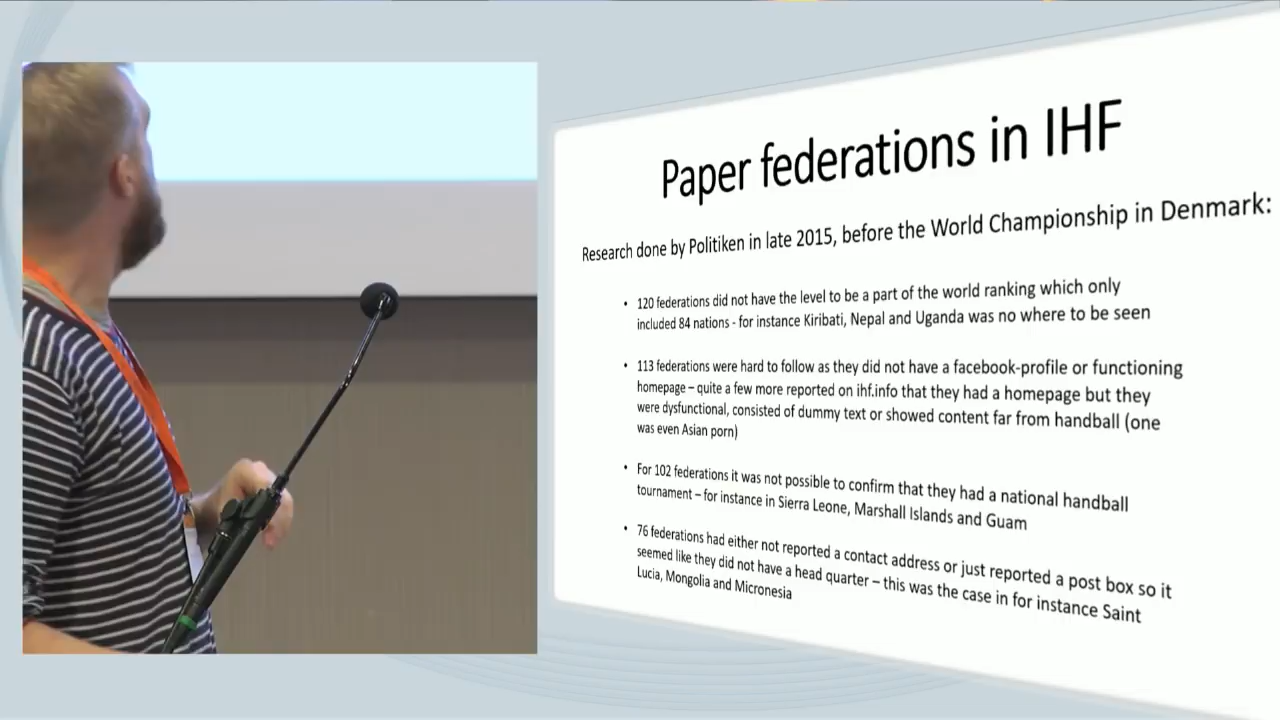 Paper federations in IHF
Research done by Politiken in late 2015, before the World Championship in Denmark:
• 120 federations did not have the level to be a part of the world ranking which only
included 84 nations - for instance Kiribati, Nepal and Uganda was no where to be seen
• 113 federations were hard to follow as they did not have a facebook-profile or functioning
homepage – quite a few more reported on ihf.info that they had a homepage but they
were dysfunctional, consisted of dummy text or showed content far from handball (one
was even Asian porn)
• For 102 federations it was not possible to confirm that they had a national handball
tournament – for instance in Sierra Leone, Marshall Islands and Guam
• 76 federations had either not reported a contact address or just reported a post box so it
seemed like they did not have a head quarter – this was the case in for instance Saint
Lucia, Mongolia and Micronesia